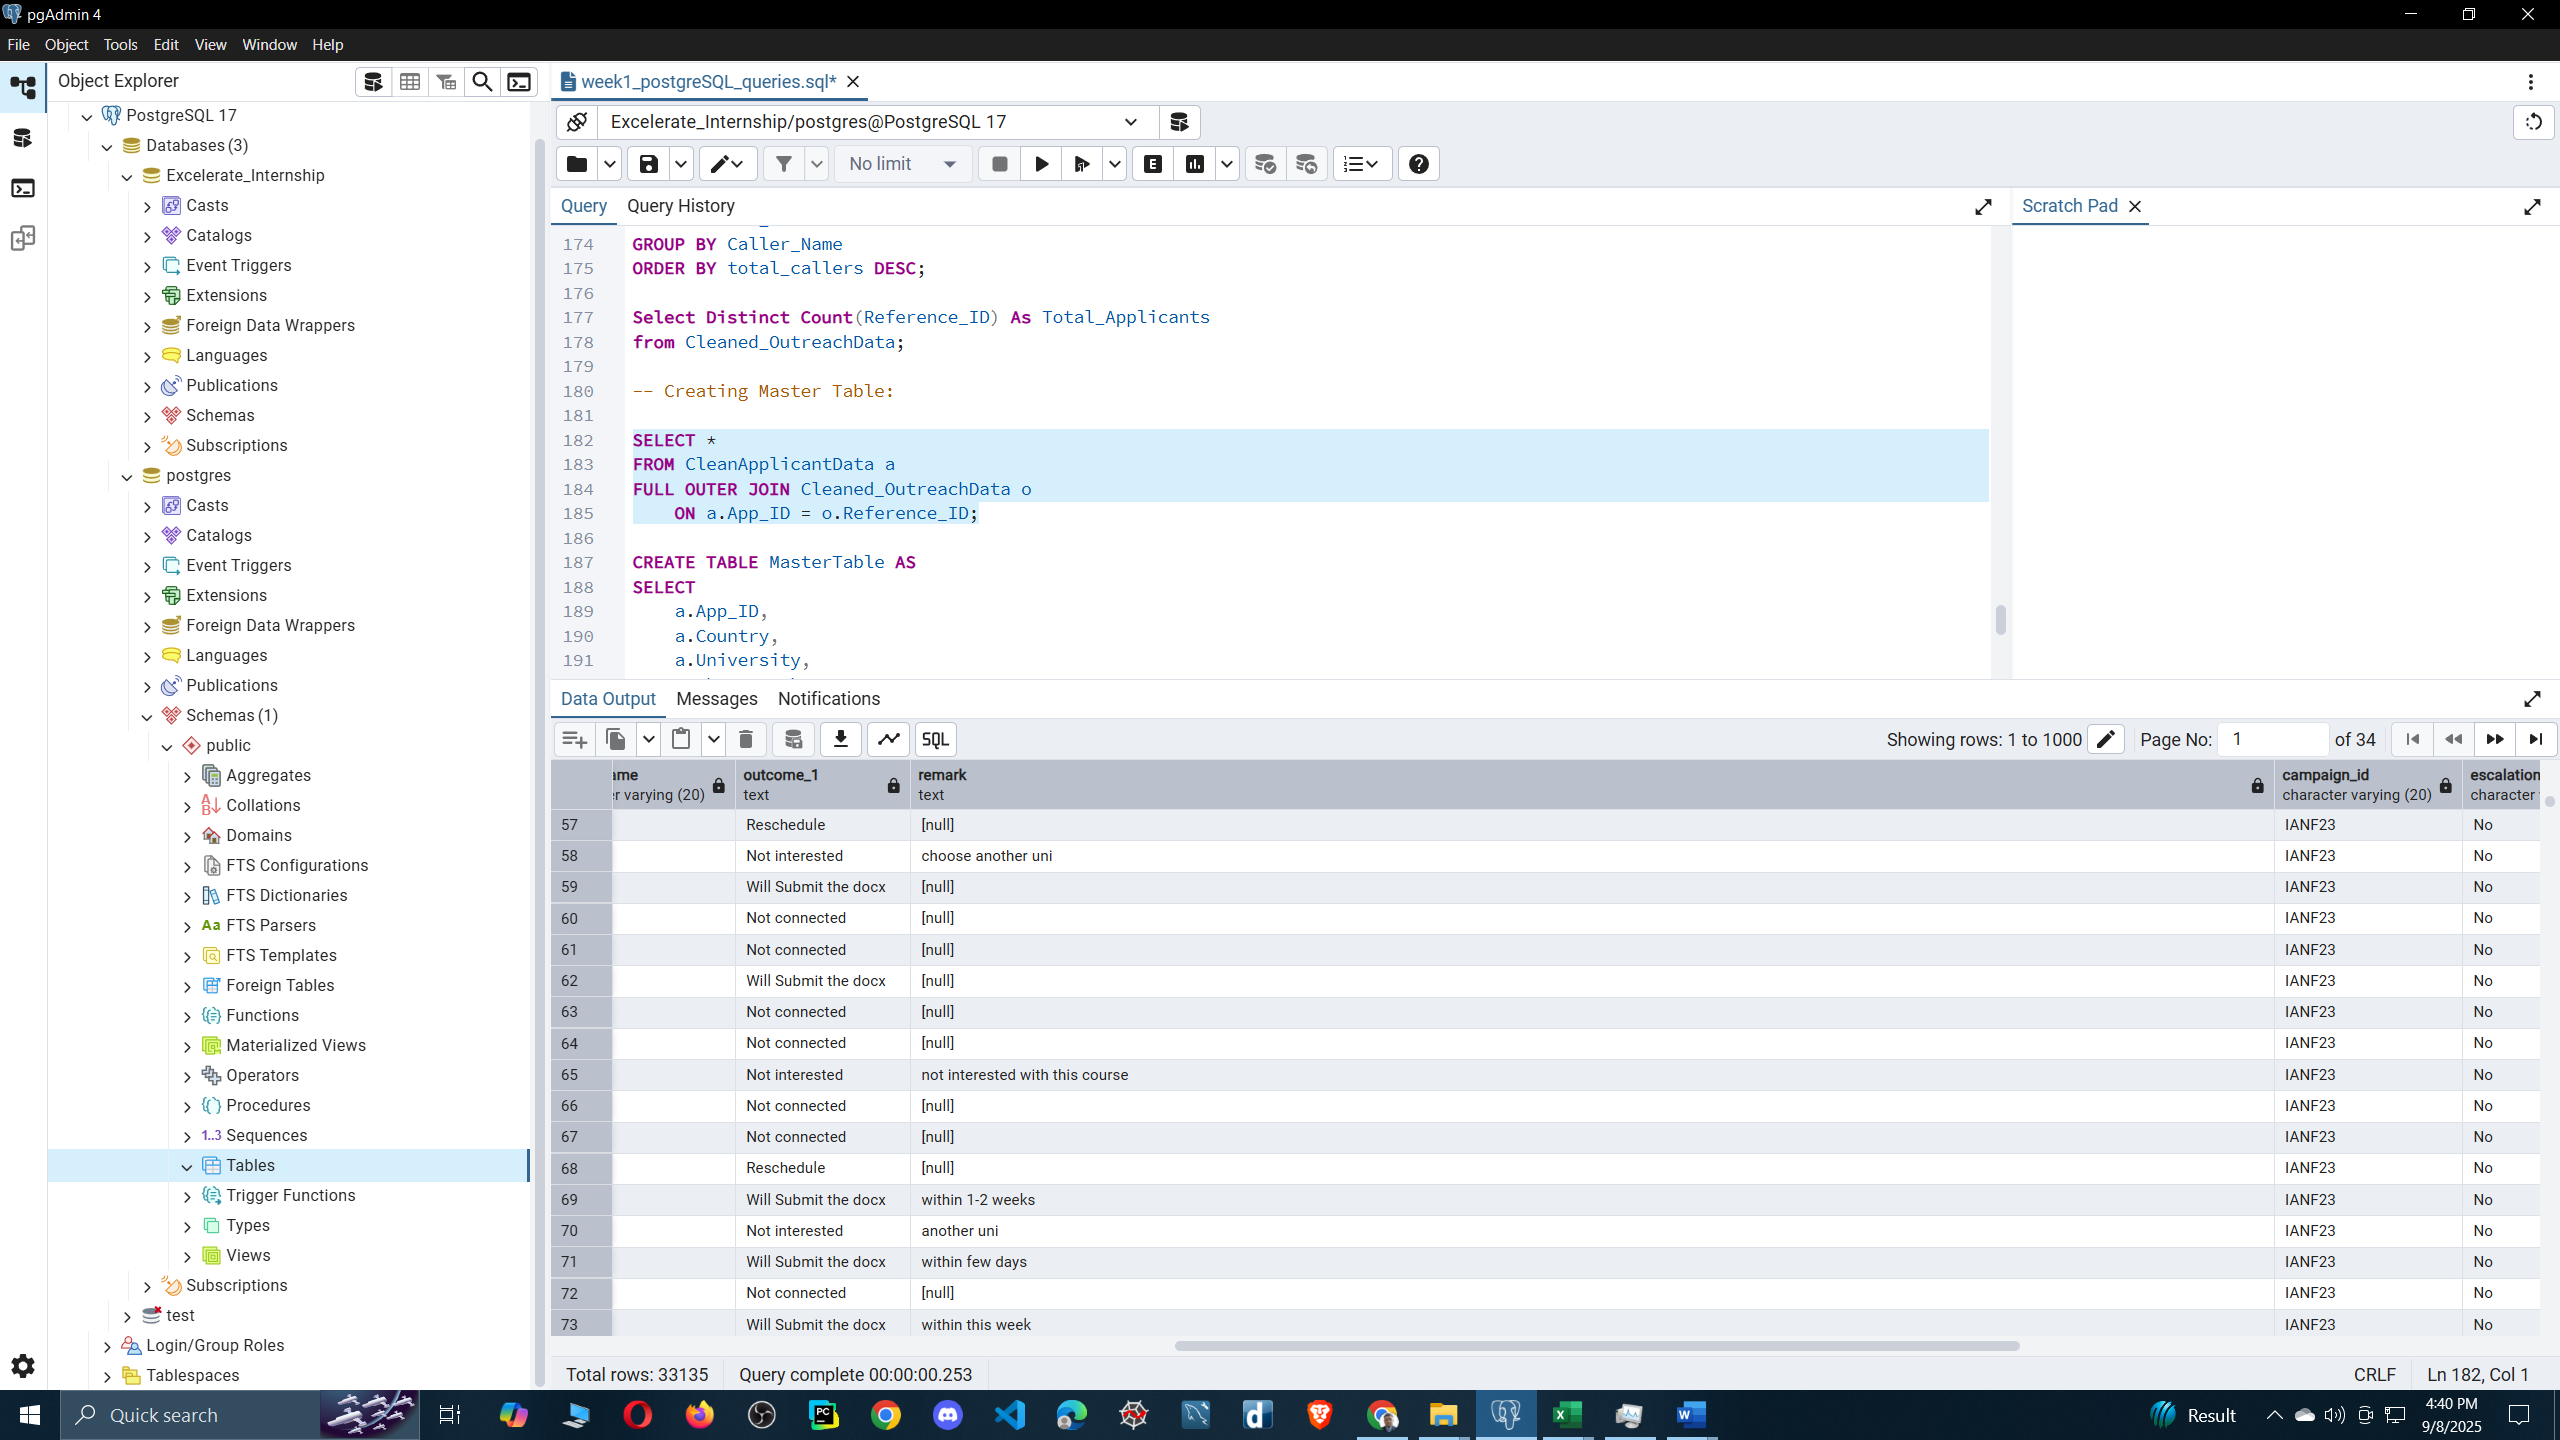 pgAdmin 4
File Object Tools Edit View Window Help
Object Explorer
PostgreSQL 17
Databases (3)
Excelerate_Internship
Casts
Catalogs
Event Triggers
Extensions
Foreign Data Wrappers
Languages
Publications
Schemas
Subscriptions
postgres
Casts
Catalogs
Event Triggers
Extensions
Foreign Data Wrappers
Languages
Publications
Schemas (1)
public
Aggregates
Collations
Domains
FTS Configurations
FTS Dictionaries
Aa FTS Parsers
FTS Templates
Foreign Tables
Functions
Materialized Views
Operators
Procedures
1..3 Sequences
Tables
Trigger Functions
Types
Views
Subscriptions
test
Login/Group Roles
Tablespaces
week1_postgreSQL_queries.sql*
Excelerate_Internship/postgres@PostgreSQL 17
No limit
E
Query Query History
Scratch Pad
174 GROUP BY Caller_Name
175 ORDER BY total_callers DESC;
176
177 Select Distinct Count(Reference_ID) As Total_Applicants
178 from Cleaned_OutreachData;
179
180 -- Creating Master Table:
181
182 SELECT *
183 FROM CleanApplicantData a
184 FULL OUTER JOIN Cleaned_OutreachData o
185 ON a.App_ID = o.Reference_ID;
186
187 CREATE TABLE MasterTable AS
188 SELECT
189 a.App_ID,
190 a.Country,
191 a.University,
Data Output Messages Notifications
SQL
Showing rows: 1 to 1000 Page No: 1 of 34
ame outcome_1 remark campaign_id escalation
r varying (20) text text character varying (20) character
57 Reschedule [null] IANF23 No
58 Not interested choose another uni IANF23 No
59 Will Submit the docx [null] IANF23 No
60 Not connected [null] IANF23 No
61 Not connected [null] IANF23 No
62 Will Submit the docx [null] IANF23 No
63 Not connected [null] IANF23 No
64 Not connected [null] IANF23 No
65 Not interested not interested with this course IANF23 No
66 Not connected [null] IANF23 No
67 Not connected [null] IANF23 No
68 Reschedule [null] IANF23 No
69 Will Submit the docx within 1-2 weeks IANF23 No
70 Not interested another uni IANF23 No
71 Will Submit the docx within few days IANF23 No
72 Not connected [null] IANF23 No
73 Will Submit the docx within this week IANF23 No
Total rows: 33135 Query complete 00:00:00.253 CRLF Ln 182, Col 1
Quick search
PC
Result
4:40 PM
9/8/2025